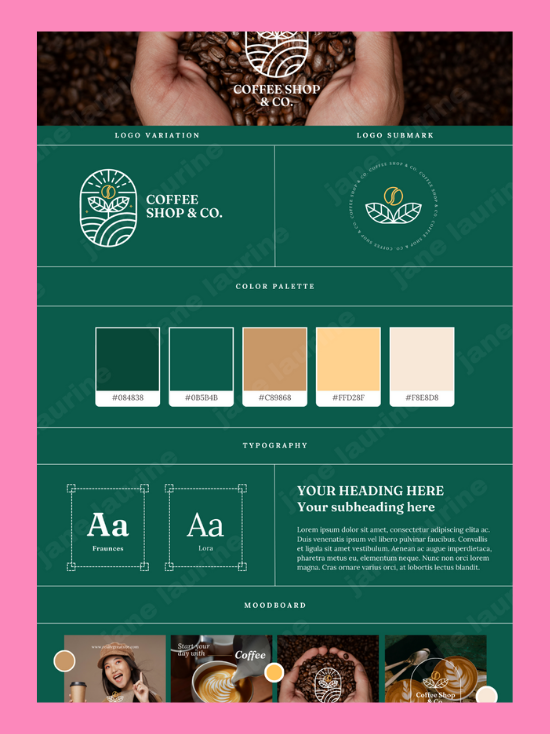 COFFEE SHOP
& CO.
LOGO VARIATION
LOGO SUBMARK
COFFEE
SHOP & CO.
COFFEE SHOP & CO. COFFEE SHOP & CO. COFFEE SHOP & CO.
COLOR PALETTE
#084838
#0B5B4B
#C89868
#FFD28F
#F8E8D8
TYPOGRAPHY
Aa
Fraunces
Aa
Lora
YOUR HEADING HERE
Your subheading here
Lorem ipsum dolor sit amet, consectetur adipiscing elita ac.
Duis venenatis ipsum vel libero pulvinar faucibus. Convallis
et ligula sit amet vestibulum. Aenean ac augue imperdietaca,
pharetra metus eu, elementum neque. Nunc non orci lorem
magna. Cras ornare varius orci, at lobortis lectus blandit.
MOODBOARD
Start your
day with
Coffee
Coffee Shop
& Co.
jane laurine